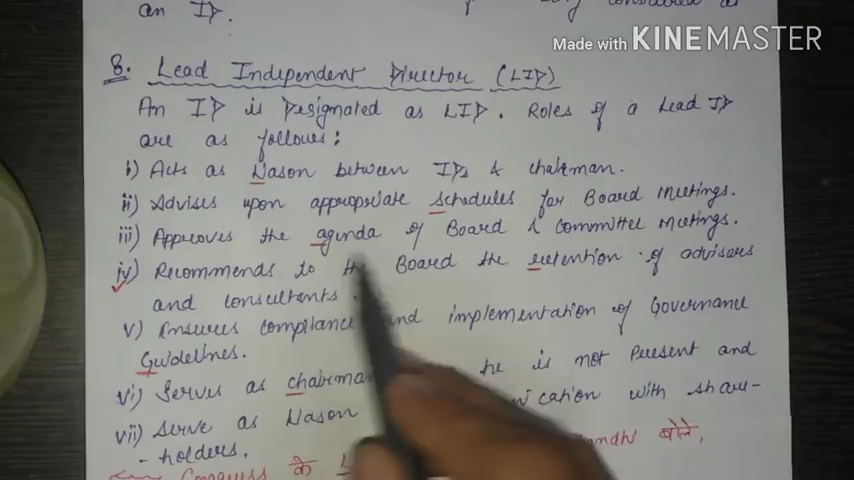 an ID. considered as
Made with KINEMASTER
8. Lead Independent Director (LID)
An ID is Designated as LID. Roles of a Lead ID
are as follows:
i) Acts as Liason between IDs & chairman.
ii) Advises upon appropriate schedules for Board Meetings.
iii) Approves the agenda of Board & Committee Meetings.
iv) Recommends to the Board the retention of advisers
and consultants.
v) Ensures compliance and implementation of Governance
Guidelines.
vi) Serves as chairman he is not Present and
vii) Serve as Liason with share-
-holders.
Congress के बोले,